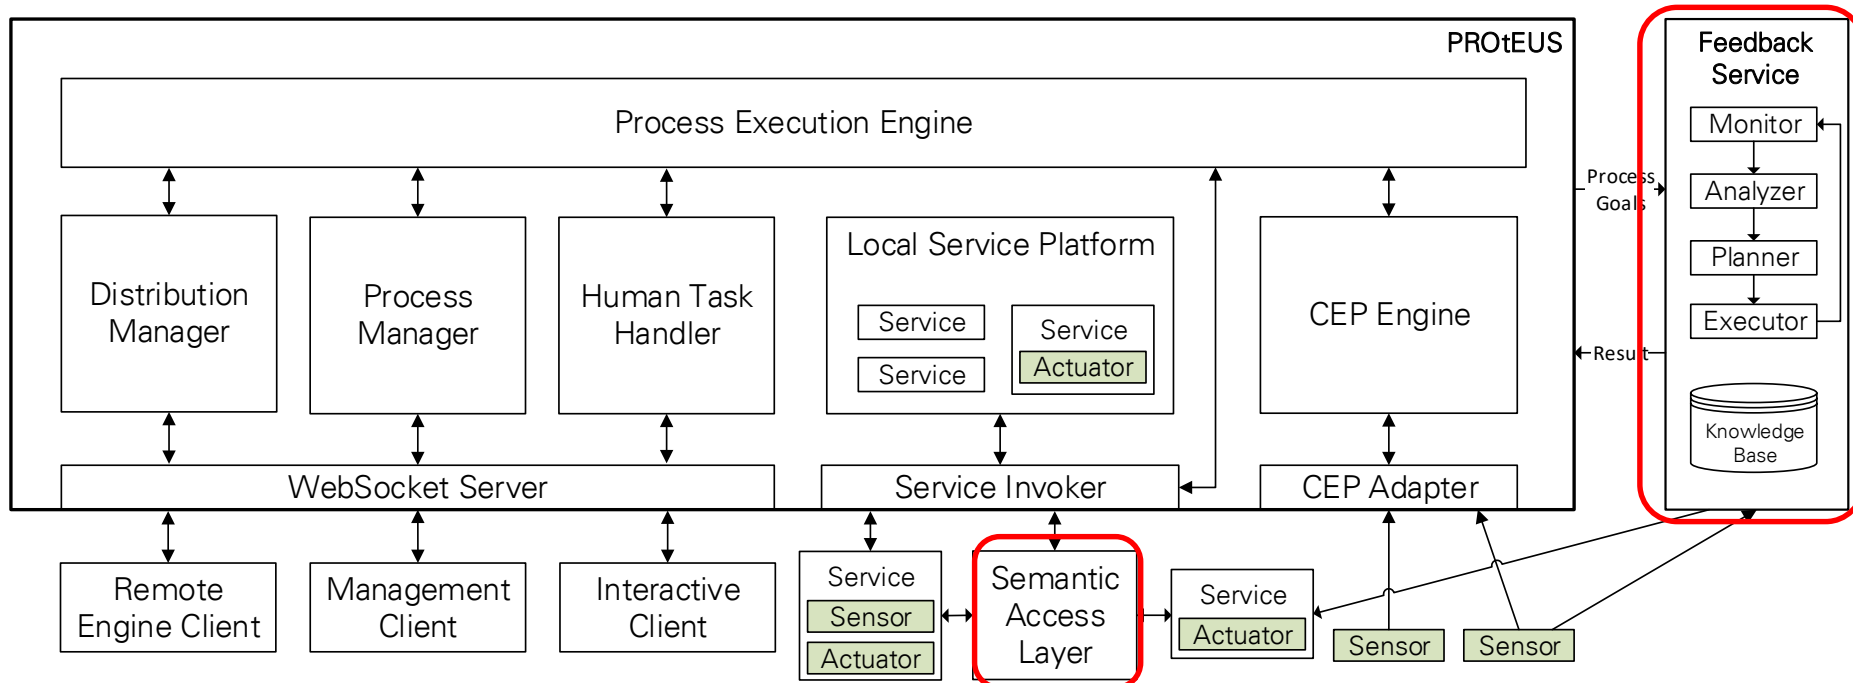 PROtEUS
Process Execution Engine
Distribution
Manager
Process
Manager
Human Task
Handler
Local Service Platform
Service
Service
Service
Actuator
CEP Engine
WebSocket Server
Service Invoker
CEP Adapter
Remote
Engine Client
Management
Client
Interactive
Client
Service
Sensor
Actuator
Semantic
Access
Layer
Service
Actuator
Sensor
Sensor
Process
Goals
Result
Feedback
Service
Monitor
Analyzer
Planner
Executor
Knowledge
Base